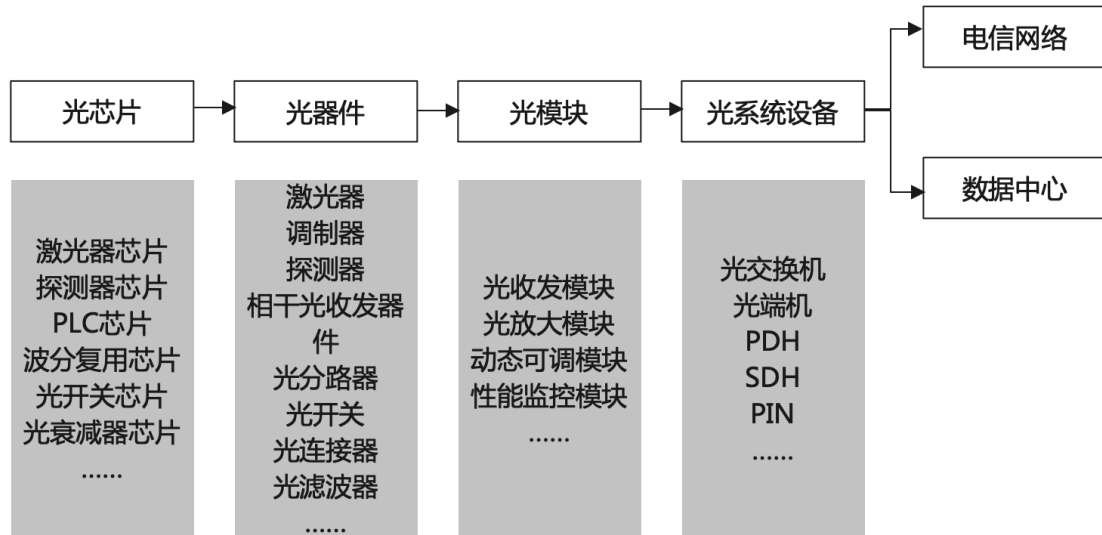 电信网络
光芯片
光器件
光模块
光系统设备
数据中心
激光器芯片
探测器芯片
PLC芯片
波分复用芯片
光开关芯片
光衰减器芯片
......
激光器
调制器
探测器
相干光收发器
件
光分路器
光开关
光连接器
光滤波器
......
光收发模块
光放大模块
动态可调模块
性能监控模块
......
光交换机
光端机
PDH
SDH
PIN
......